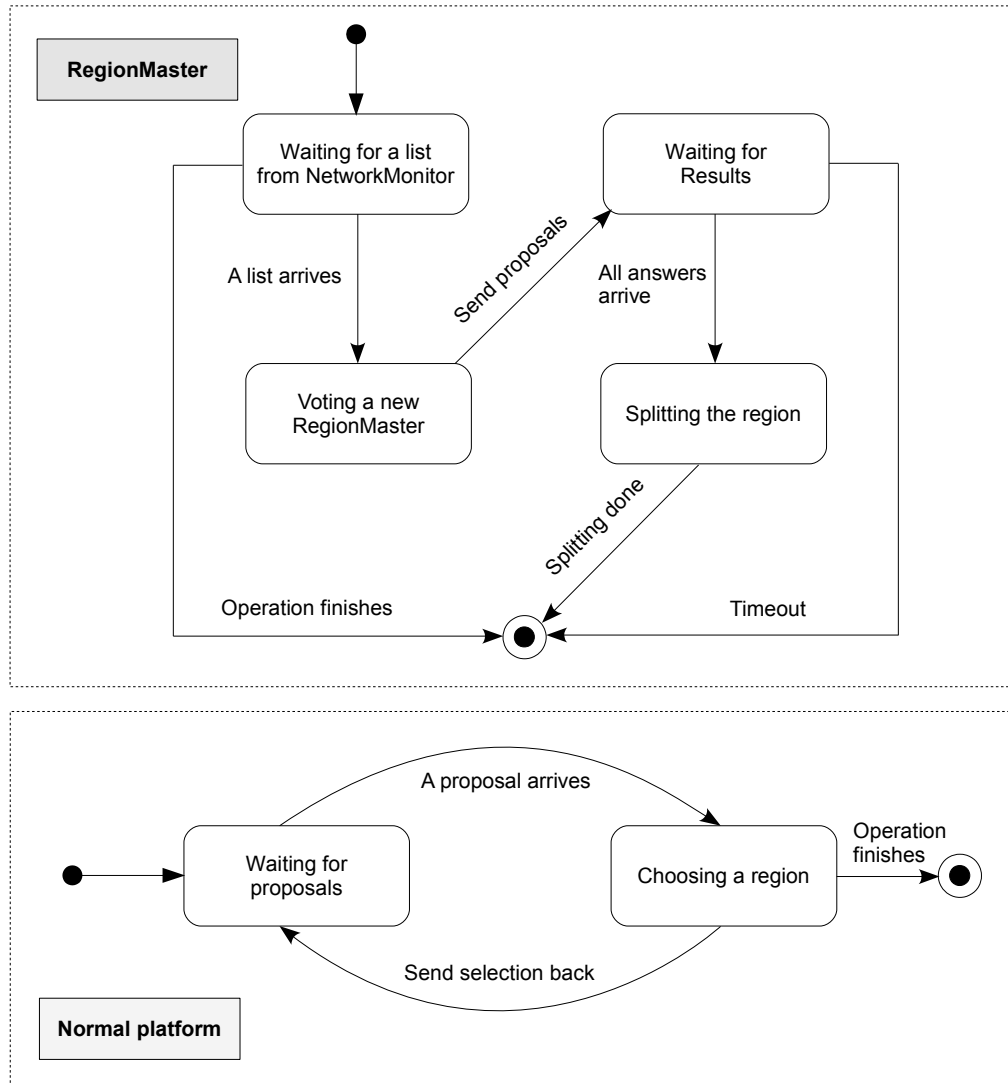 RegionMaster
Waiting for a list
from NetworkMonitor
Waiting for
Results
A list arrives
Send proposals
All answers
arrive
Voting a new
RegionMaster
Splitting the region
Splitting done
Operation finishes
Timeout
A proposal arrives
Waiting for
proposals
Choosing a region
Operation
finishes
Send selection back
Normal platform